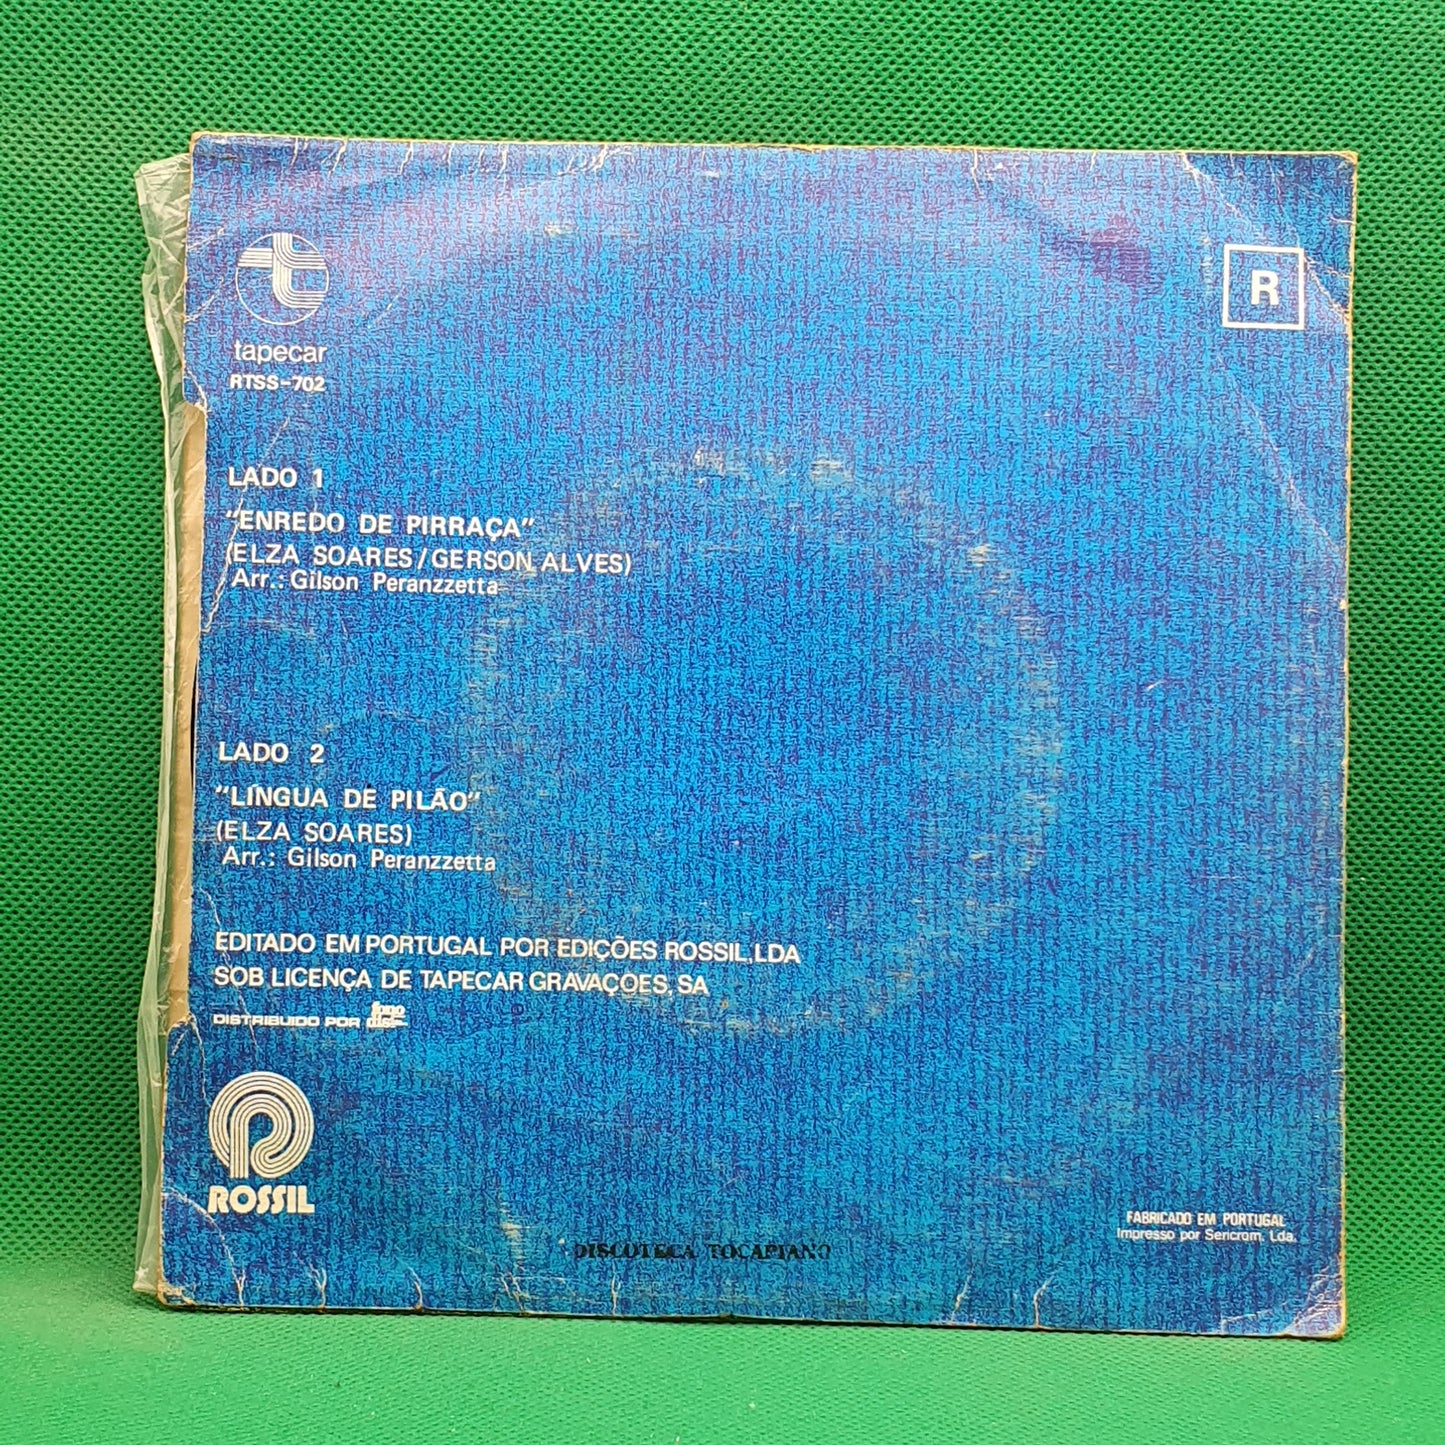 tapecar
RTSS-702
R
LADO 1
"ENREDO DE PIRRAÇA"
(ELZA SOARES/GERSON ALVES)
Arr.: Gilson Peranzzetta
LADO 2
"LÍNGUA DE PILÃO"
(ELZA SOARES)
Arr.: Gilson Peranzzetta
EDITADO EM PORTUGAL POR EDIÇÕES ROSSIL, LDA
SOB LICENÇA DE TAPECAR GRAVAÇOES, SA
DISTRIBUIDO POR fono
ROSSIL
FABRICADO EM PORTUGAL
Impresso por Sericrom, Lda.
DISCOTECA TOCAPIANO